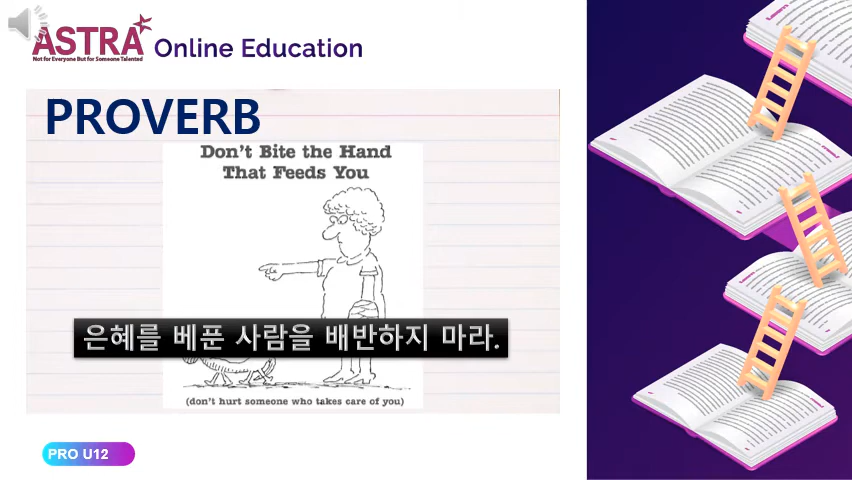 ASTRA
Not for Everyone But for Someone Talented
Online Education
PROVERB
Don't Bite the Hand
That Feeds You
은혜를 베푼 사람을 배반하지 마라.
(don't hurt someone who takes care of you)
PRO U12